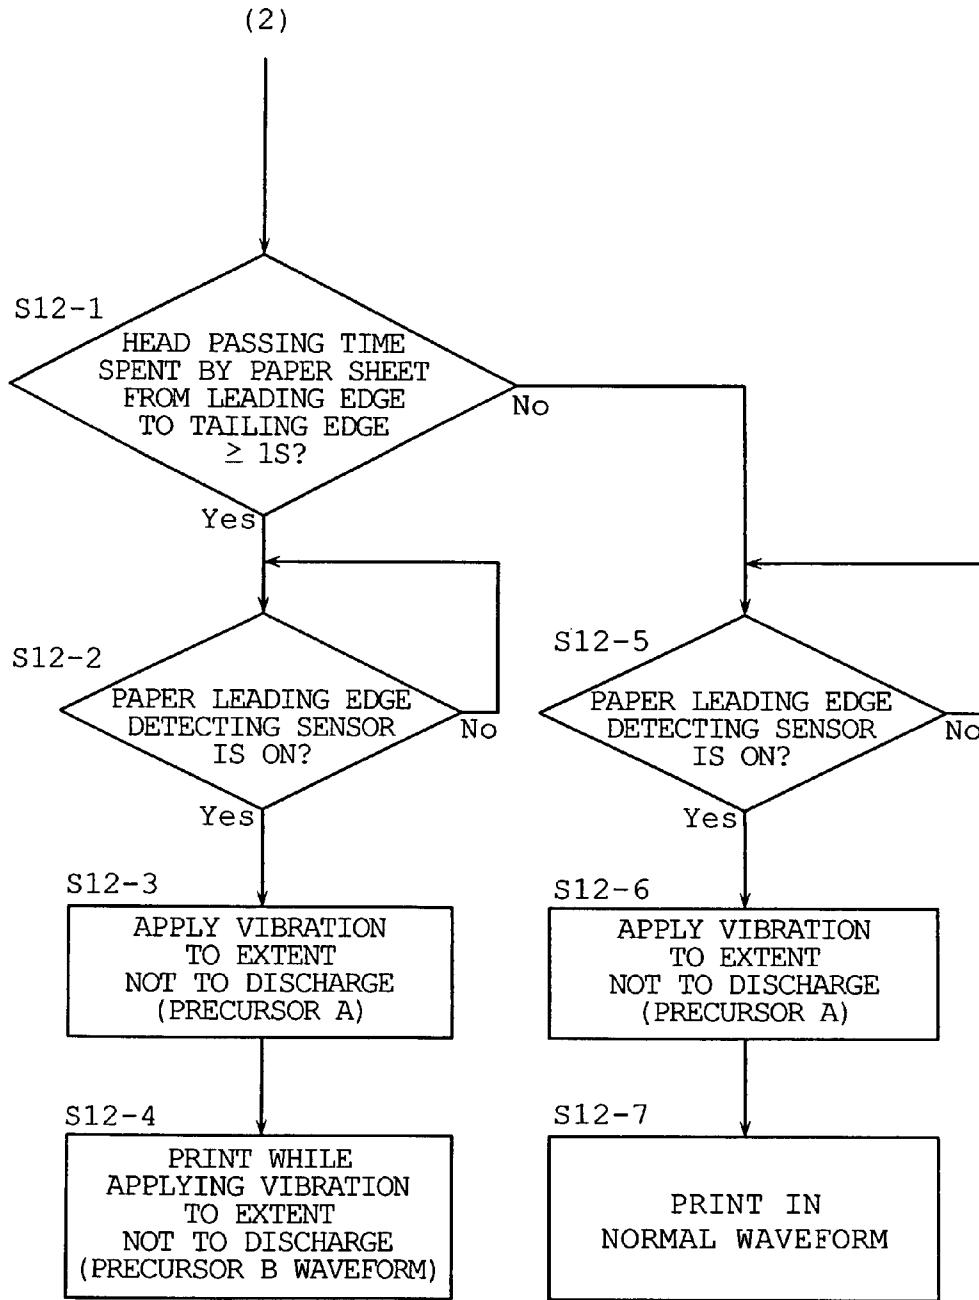 (2)
S12-1
HEAD PASSING TIME
SPENT BY PAPER SHEET
FROM LEADING EDGE
TO TAILING EDGE
≥ 1S?
No
Yes
S12-2
PAPER LEADING EDGE
DETECTING SENSOR
IS ON?
No
Yes
S12-3
APPLY VIBRATION
TO EXTENT
NOT TO DISCHARGE
(PRECURSOR A)
S12-4
PRINT WHILE
APPLYING VIBRATION
TO EXTENT
NOT TO DISCHARGE
(PRECURSOR B WAVEFORM)
S12-5
PAPER LEADING EDGE
DETECTING SENSOR
IS ON?
No
Yes
S12-6
APPLY VIBRATION
TO EXTENT
NOT TO DISCHARGE
(PRECURSOR A)
S12-7
PRINT IN
NORMAL WAVEFORM